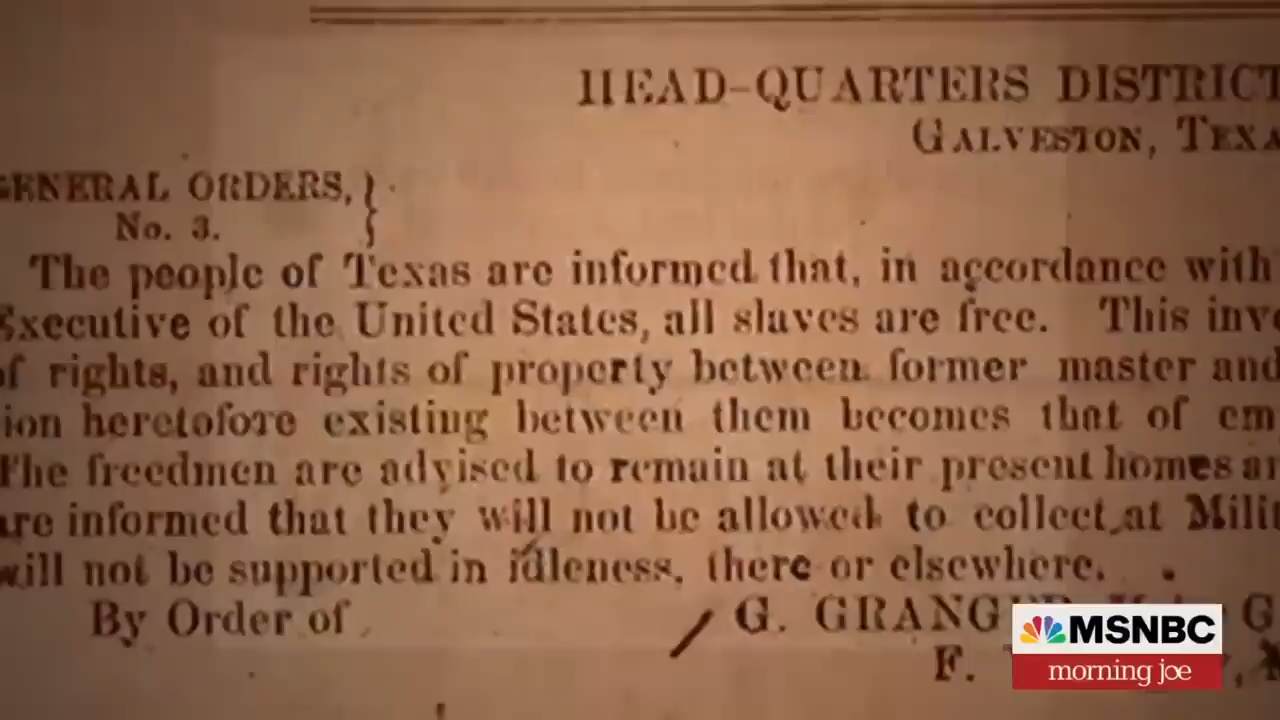 HEAD-QUARTERS DISTRICT
GALVESTON, TEXA
GENERAL ORDERS, }
No. 3. }
The people of Texas are informed that, in accordance with
Executive of the United States, all slaves are free. This inv
of rights, and rights of property between former master and
ion heretofore existing between them becomes that of em
The freedmen are advised to remain at their present homes a
are informed that they will not be allowed to collect at Milit
will not be supported in idleness, there or elsewhere.
By Order of
G. GRANG
F.
MSNBC
morning joe